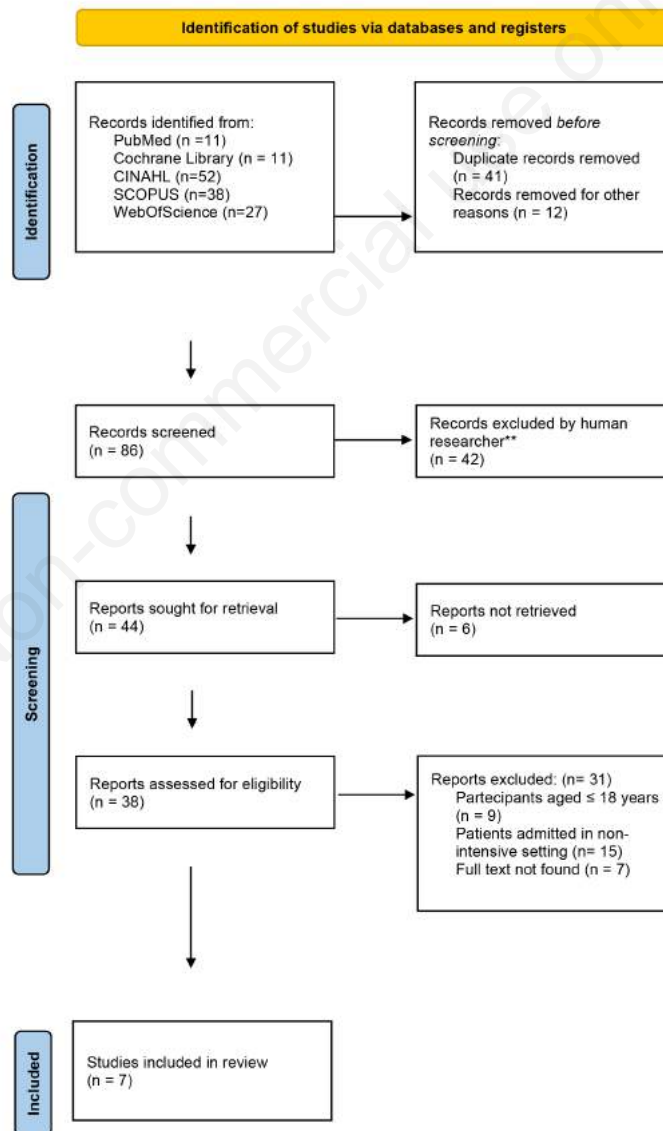 Identification of studies via databases and registers
Identification
Records identified from:
PubMed (n =11)
Cochrane Library (n = 11)
CINAHL (n=52)
SCOPUS (n=38)
WebOfScience (n=27)
Records removed before
screening:
Duplicate records removed
(n = 41)
Records removed for other
reasons (n = 12)
Screening
Records screened
(n = 86)
Records excluded by human
researcher**
(n = 42)
Reports sought for retrieval
(n = 44)
Reports not retrieved
(n = 6)
Reports assessed for eligibility
(n = 38)
Reports excluded: (n= 31)
Partecipants aged ≤ 18 years
(n = 9)
Patients admitted in non-
intensive setting (n= 15)
Full text not found (n = 7)
Included
Studies included in review
(n = 7)
non-commercial use